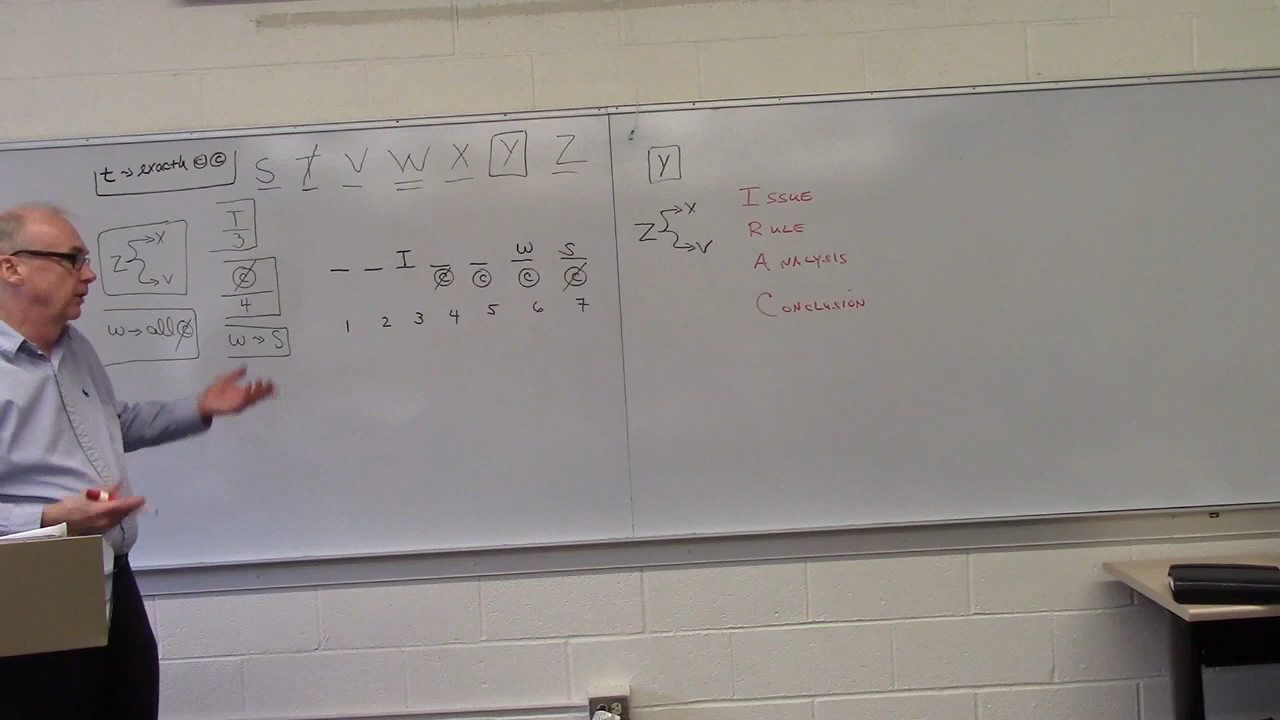 t → exactly © ©
S T V W X Y Z
Z → X
→ V
T
3
₵
4
W → all ₵
W → S
_ _ I _ _ W S
₵ © © ₵
1 2 3 4 5 6 7
Y
Z → X
→ V
ISSUE
RULE
ANALYSIS
CONCLUSION